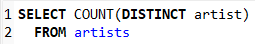 1 SELECT COUNT(DISTINCT artist)
2 FROM artists